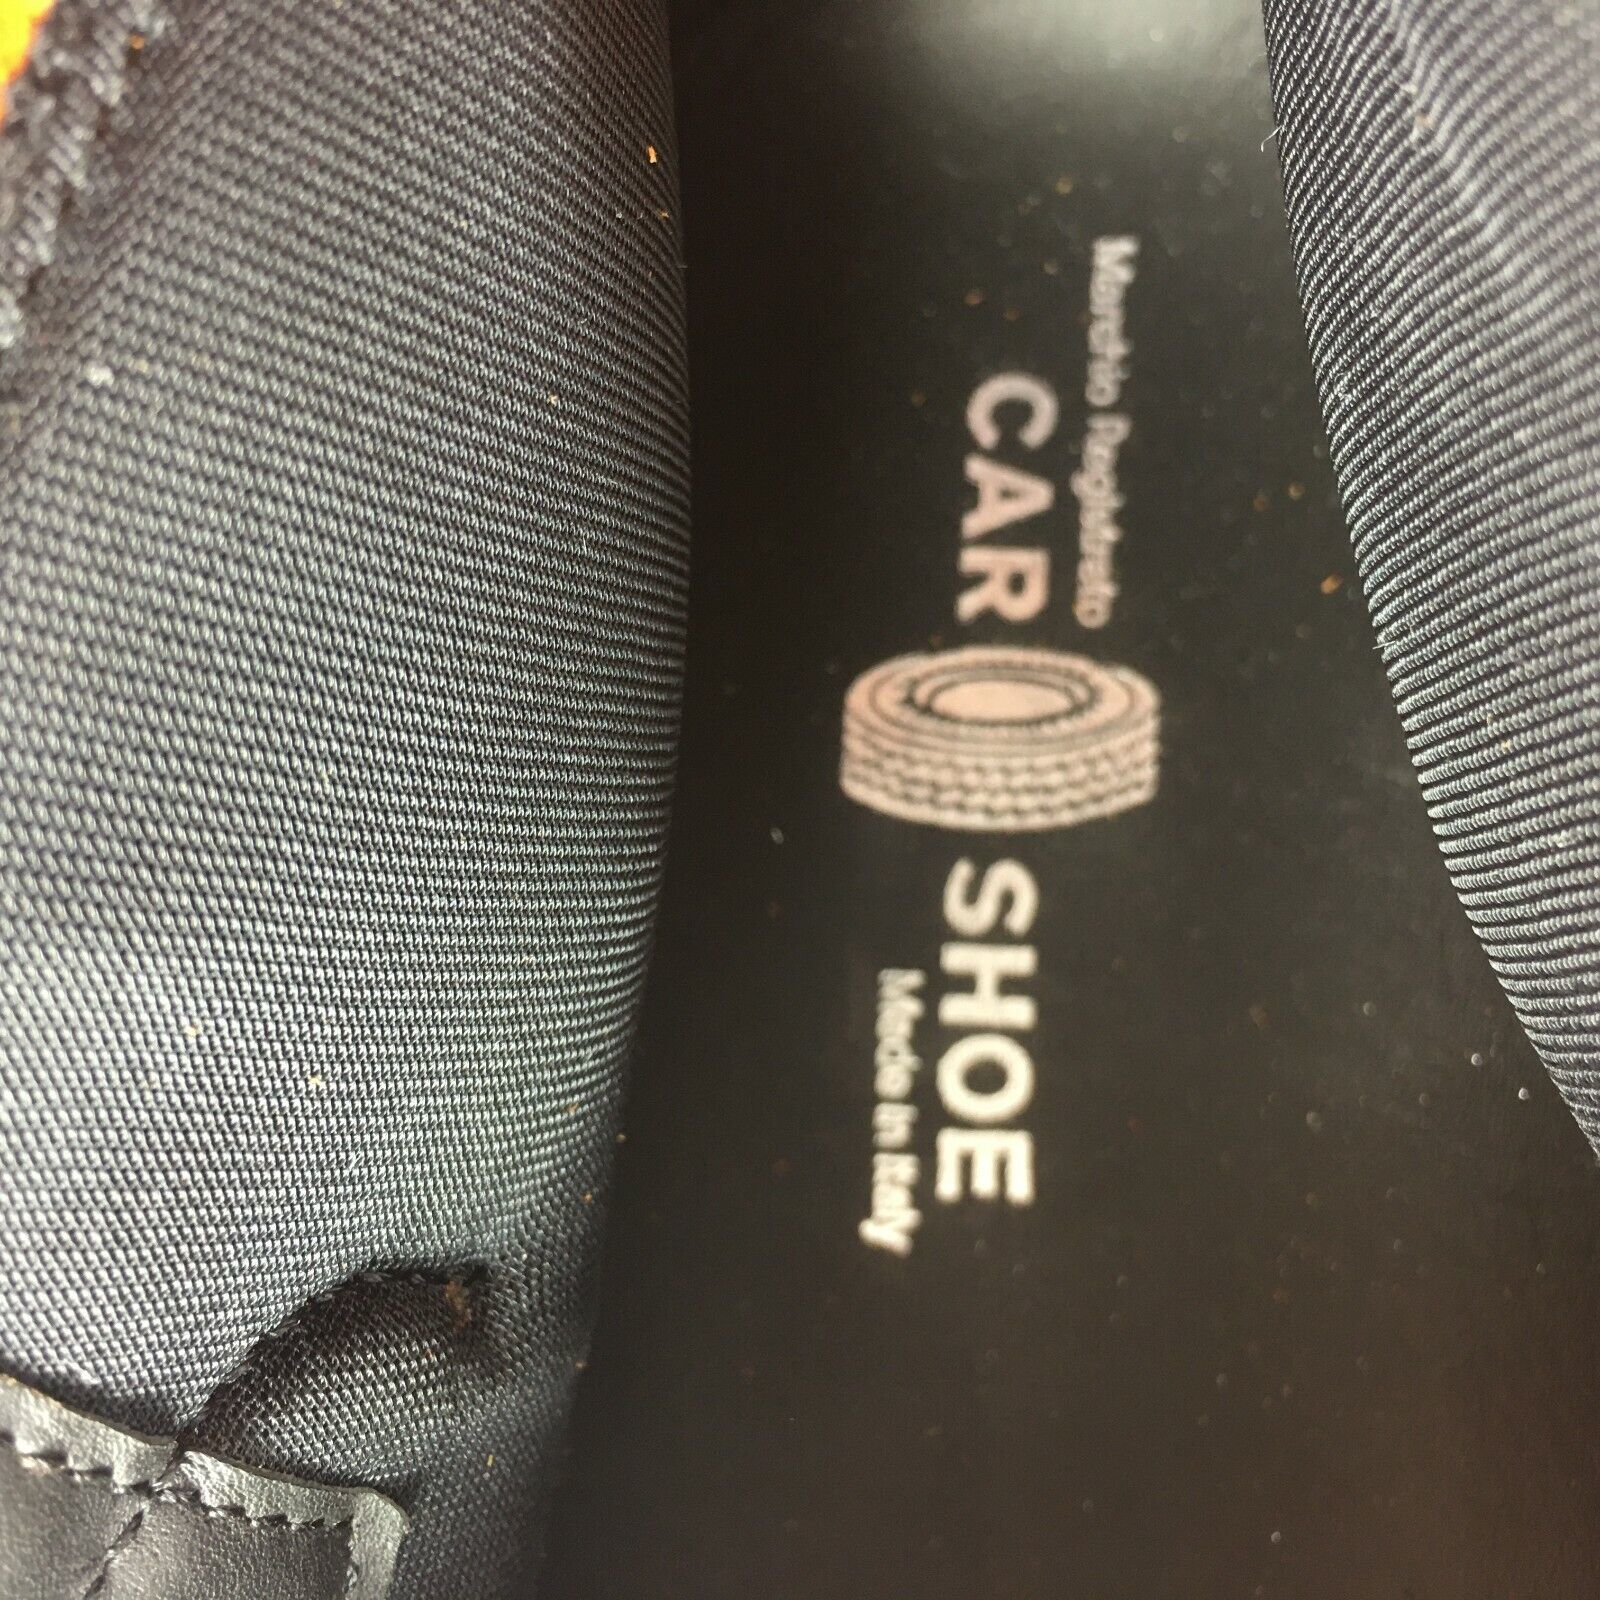 Marchio Registrato
CAR SHOE
Made in Italy